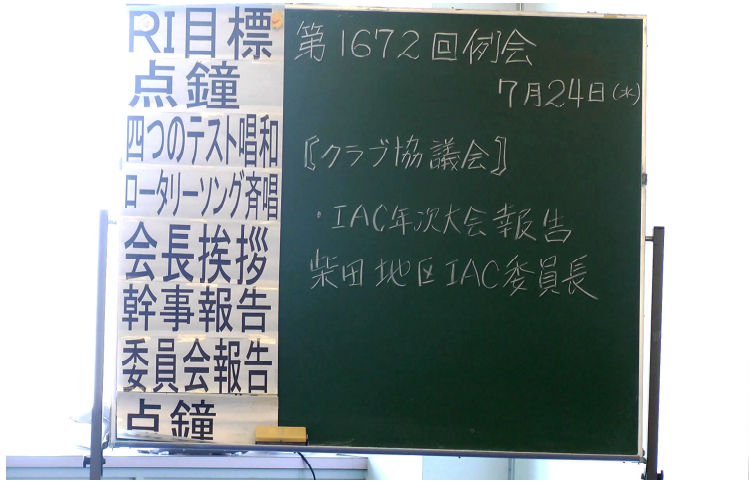 RI目標
点鐘
四つのテスト唱和
ロータリーソング斉唱
会長挨拶
幹事報告
委員会報告
点鐘
第1672回例会
7月24日(水)
〖クラブ協議会〗
・IAC年次大会報告
柴田地区IAC委員長